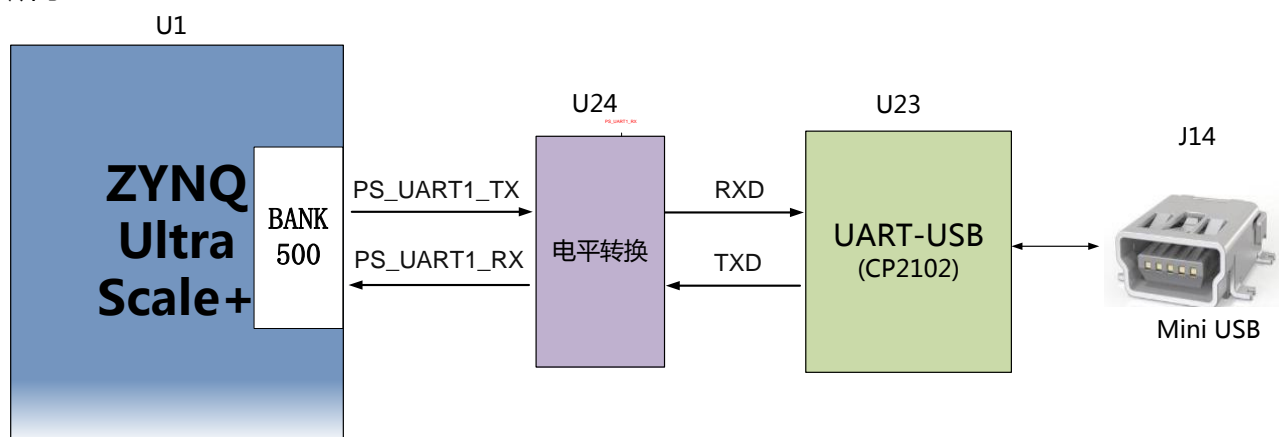 U1
ZYNQ
Ultra
Scale+
BANK
500
PS_UART1_TX
PS_UART1_RX
U24
PS_UART1_RX
电平转换
RXD
TXD
U23
UART-USB
(CP2102)
J14
Mini USB